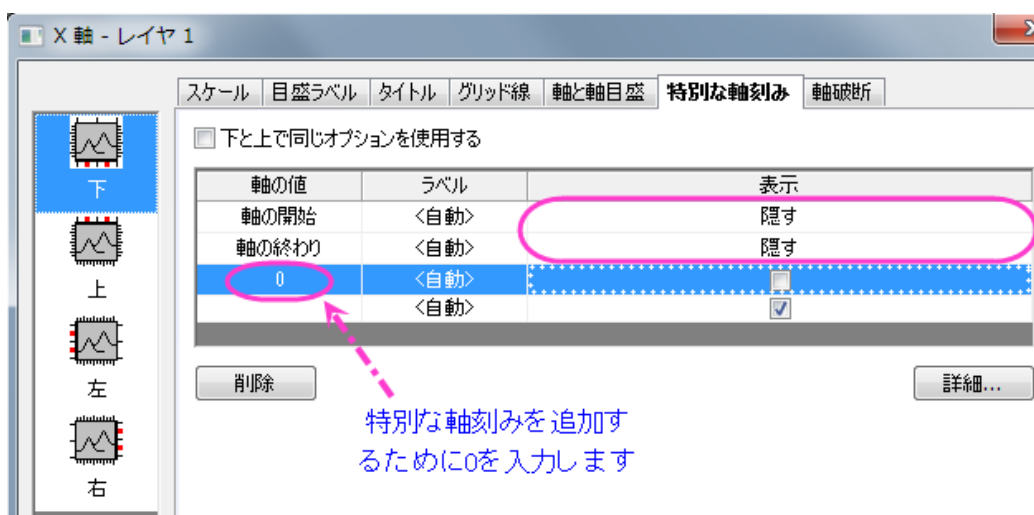 X 軸 - レイヤ 1
スケール 目盛ラベル タイトル グリッド線 軸と軸目盛 特別な軸刻み 軸破断
下と上で同じオプションを使用する
下
上
左
右
軸の値 ラベル 表示
軸の開始 <自動> 隠す
軸の終わり <自動> 隠す
0 <自動>
<自動>
削除 詳細...
特別な軸刻みを追加す
るために0を入力します